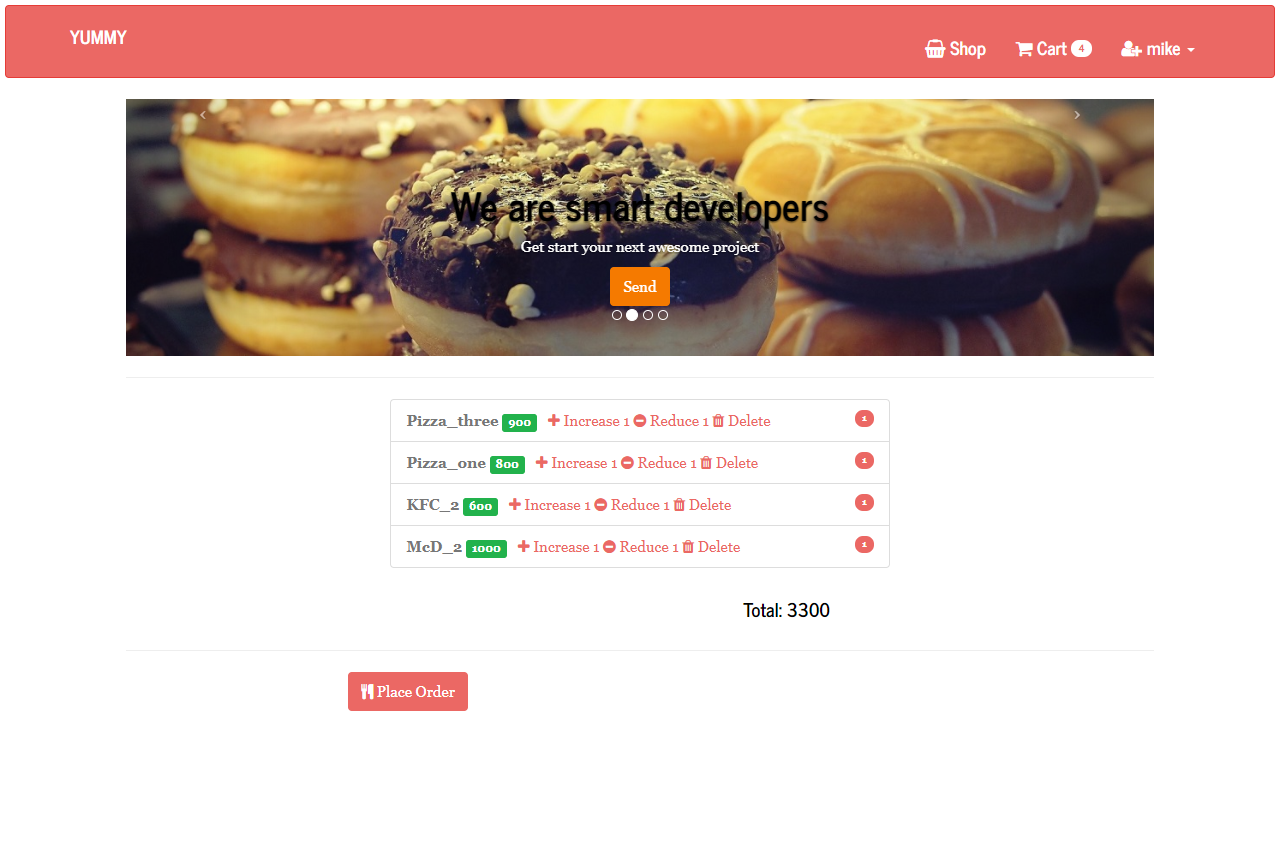 YUMMY
Shop Cart 4 mike
We are smart developers
Get start your next awesome project
Send
Pizza_three 900 Increase 1 Reduce 1 Delete 1
Pizza_one 800 Increase 1 Reduce 1 Delete 1
KFC_2 600 Increase 1 Reduce 1 Delete 1
McD_2 1000 Increase 1 Reduce 1 Delete 1
Total: 3300
Place Order